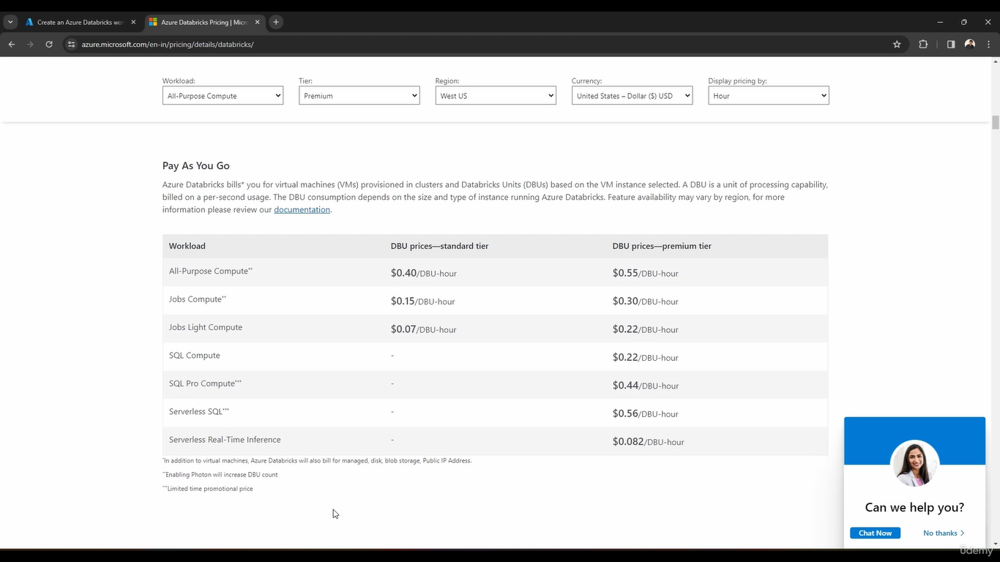 Create an Azure Databricks wo
Azure Databricks Pricing | Micr
azure.microsoft.com/en-in/pricing/details/databricks/
Workload: Tier: Region: Currency: Display pricing by:
All-Purpose Compute Premium West US United States – Dollar ($) USD Hour
Pay As You Go
Azure Databricks bills* you for virtual machines (VMs) provisioned in clusters and Databricks Units (DBUs) based on the VM instance selected. A DBU is a unit of processing capability,
billed on a per-second usage. The DBU consumption depends on the size and type of instance running Azure Databricks. Feature availability may vary by region, for more
information please review our documentation.
Workload DBU prices—standard tier DBU prices—premium tier
All-Purpose Compute** $0.40/DBU-hour $0.55/DBU-hour
Jobs Compute** $0.15/DBU-hour $0.30/DBU-hour
Jobs Light Compute $0.07/DBU-hour $0.22/DBU-hour
SQL Compute - $0.22/DBU-hour
SQL Pro Compute*** - $0.44/DBU-hour
Serverless SQL*** - $0.56/DBU-hour
Serverless Real-Time Inference - $0.082/DBU-hour
*In addition to virtual machines, Azure Databricks will also bill for managed, disk, blob storage, Public IP Address.
**Enabling Photon will increase DBU count
***Limited time promotional price
Can we help you?
Chat Now No thanks
udemy